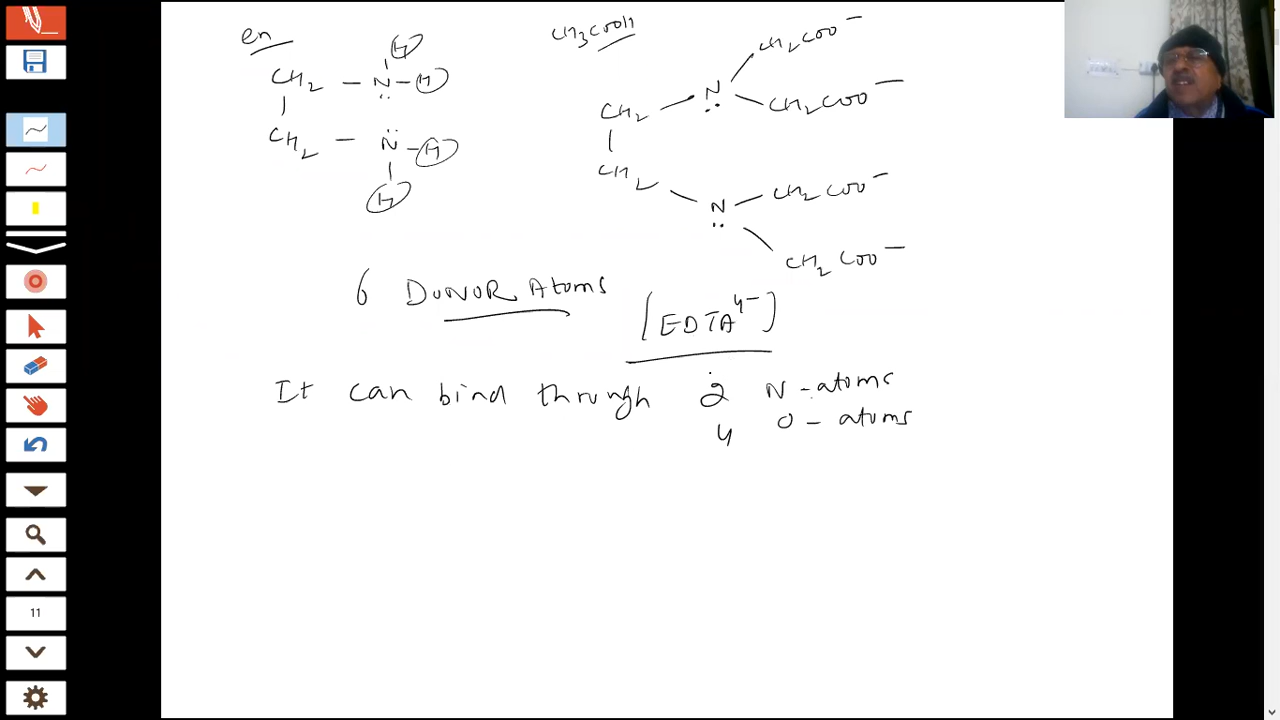 en
H
CH2 - N - H
CH2 - N - H
H
CH3COOH
CH2COO-
N
CH2
CH2COO-
CH2
CH2COO-
N
CH2COO-
6 DONOR Atoms
[EDTA4-]
It can bind through 2 N-atoms
4 O-atoms
11